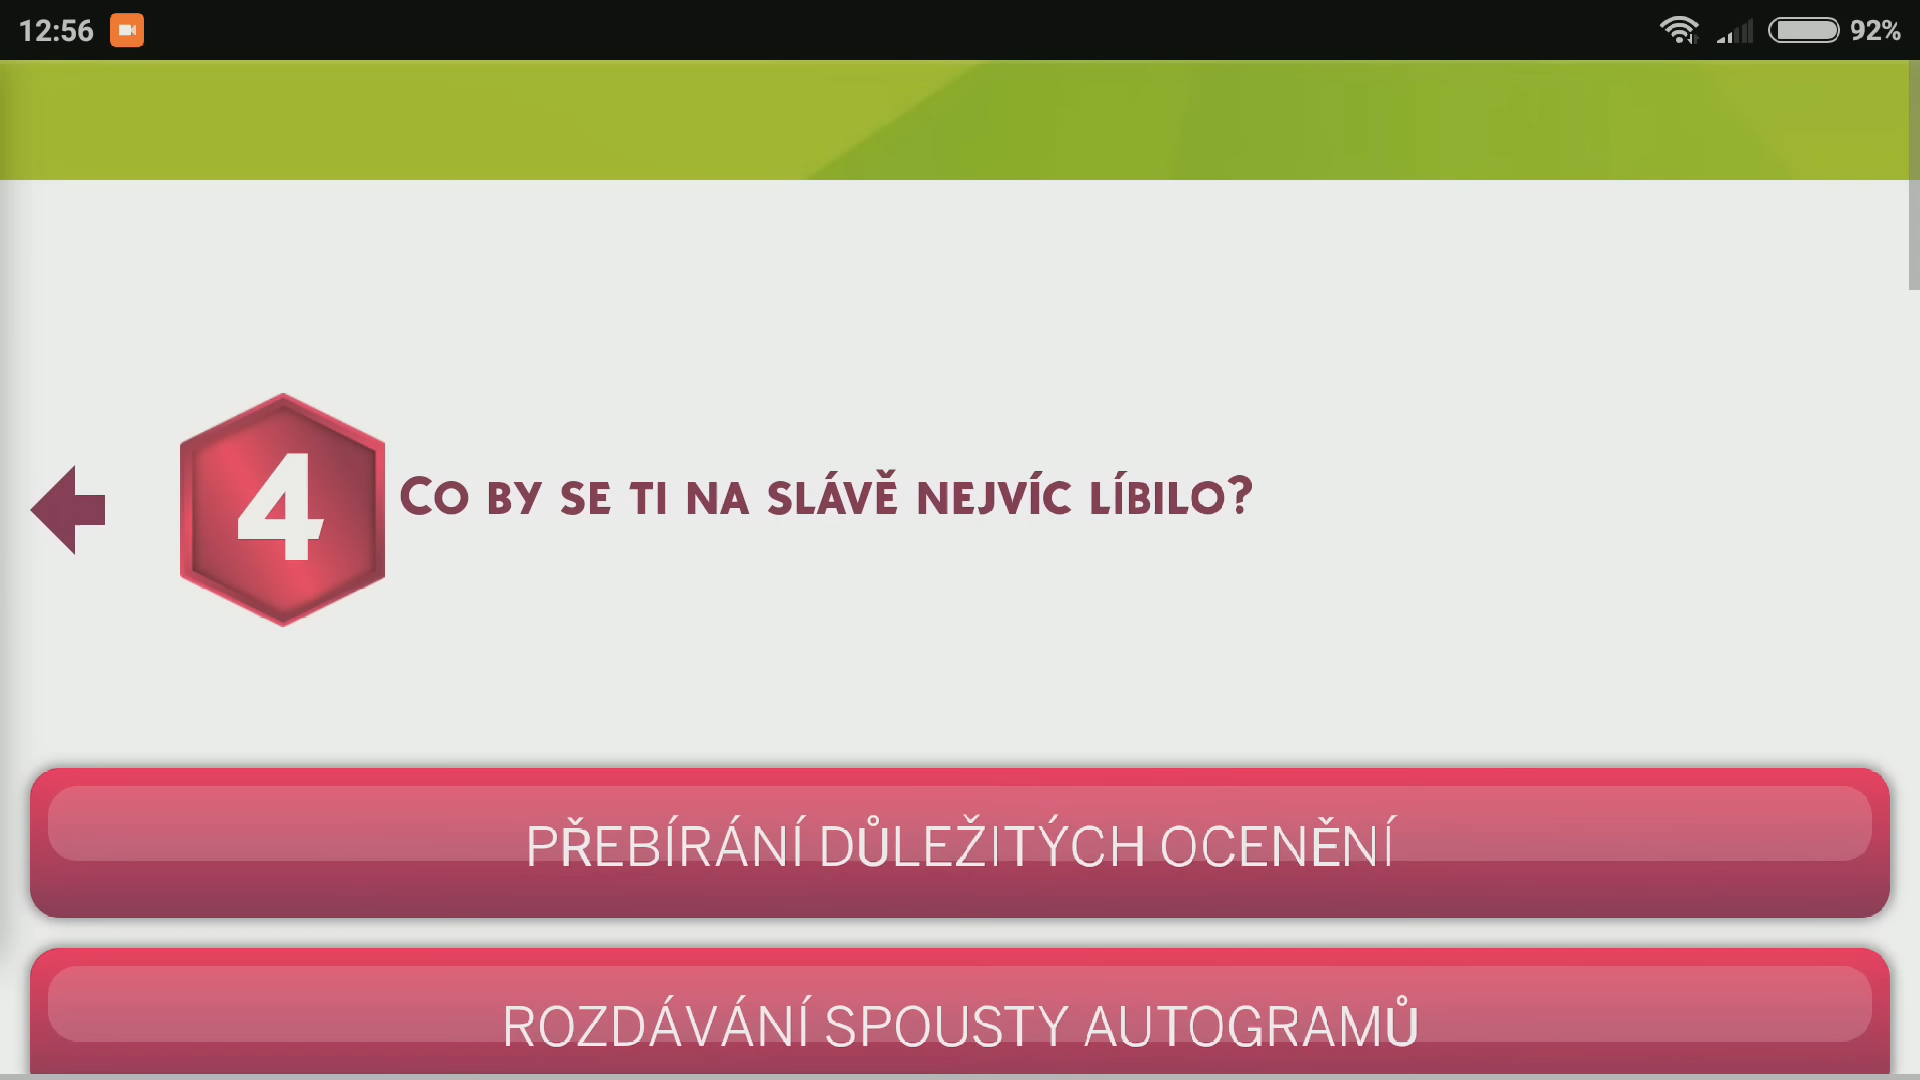 12:56
92%
4
Co by se ti na slávě nejvíc líbilo?
PŘEBÍRÁNÍ DŮLEŽITÝCH OCENĚNÍ
ROZDÁVÁNÍ SPOUSTY AUTOGRAMŮ